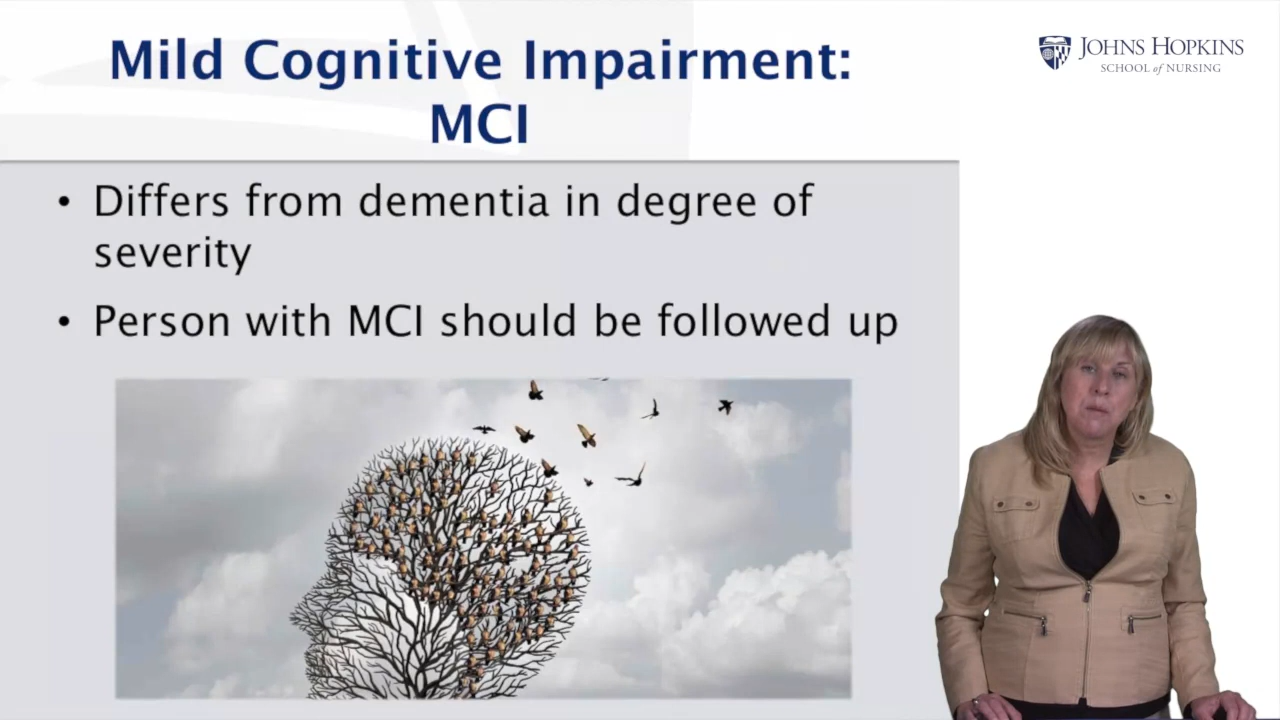 Mild Cognitive Impairment:
MCI
JOHNS HOPKINS
SCHOOL of NURSING
• Differs from dementia in degree of
severity
• Person with MCI should be followed up